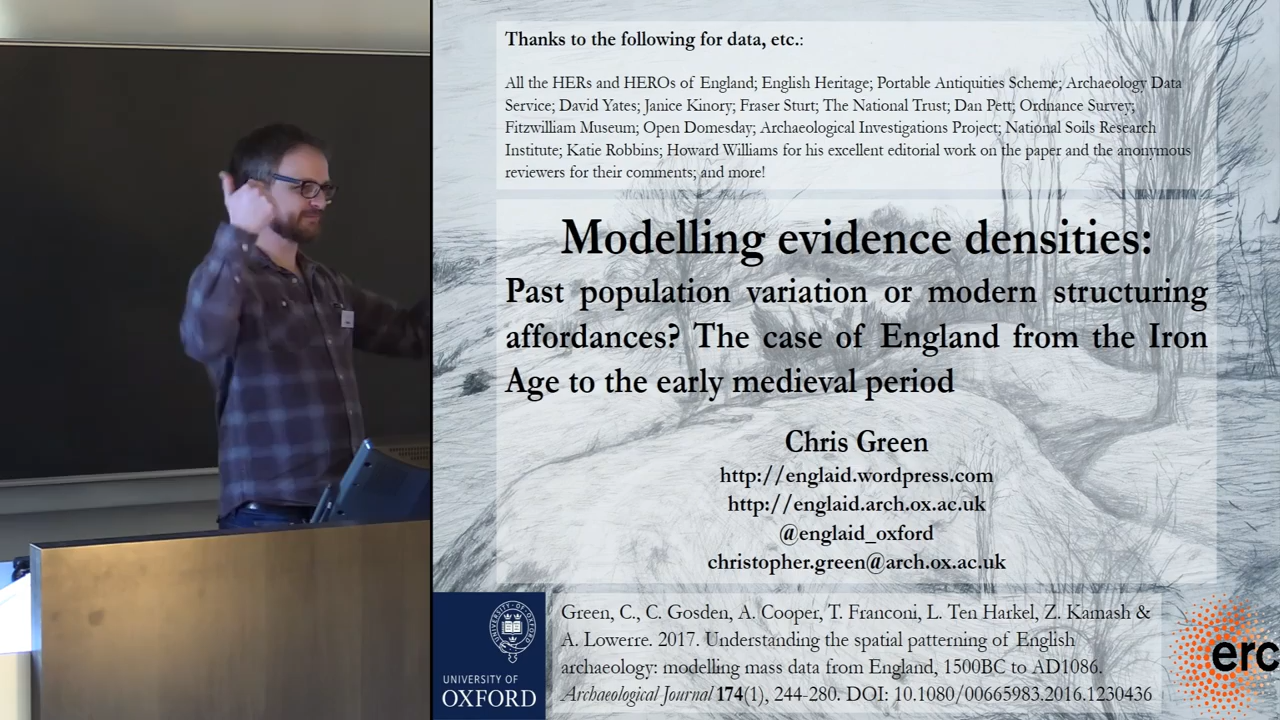 Thanks to the following for data, etc.:
All the HERs and HEROs of England; English Heritage; Portable Antiquities Scheme; Archaeology Data
Service; David Yates; Janice Kinory; Fraser Sturt; The National Trust; Dan Pett; Ordnance Survey;
Fitzwilliam Museum; Open Domesday; Archaeological Investigations Project; National Soils Research
Institute; Katie Robbins; Howard Williams for his excellent editorial work on the paper and the anonymous
reviewers for their comments; and more!
Modelling evidence densities:
Past population variation or modern structuring
affordances? The case of England from the Iron
Age to the early medieval period
Chris Green
http://englaid.wordpress.com
http://englaid.arch.ox.ac.uk
@englaid_oxford
christopher.green@arch.ox.ac.uk
UNIVERSITY OF
OXFORD
Green, C., C. Gosden, A. Cooper, T. Franconi, L. Ten Harkel, Z. Kamash &
A. Lowerre. 2017. Understanding the spatial patterning of English
archaeology: modelling mass data from England, 1500BC to AD1086.
Archaeological Journal 174(1), 244-280. DOI: 10.1080/00665983.2016.1230436
erc